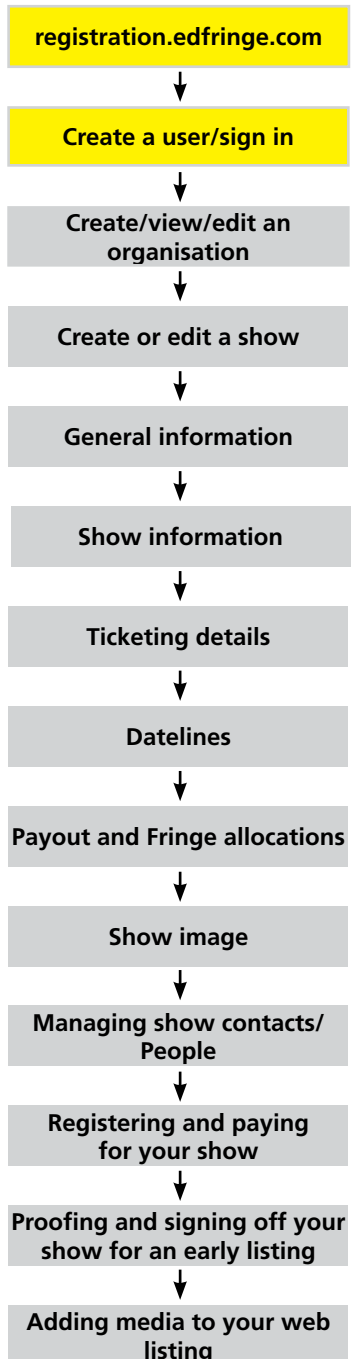 registration.edfringe.com
Create a user/sign in
Create/view/edit an
organisation
Create or edit a show
General information
Show information
Ticketing details
Datelines
Payout and Fringe allocations
Show image
Managing show contacts/
People
Registering and paying
for your show
Proofing and signing off your
show for an early listing
Adding media to your web
listing